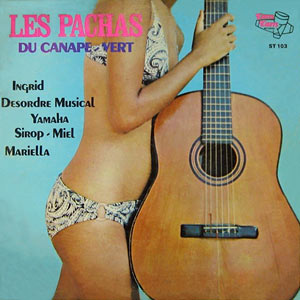 LES PACHAS
DU CANAPE-VERT
ST 103
Ingrid
Desordre Musical
Yamaha
Sirop - Miel
Mariella